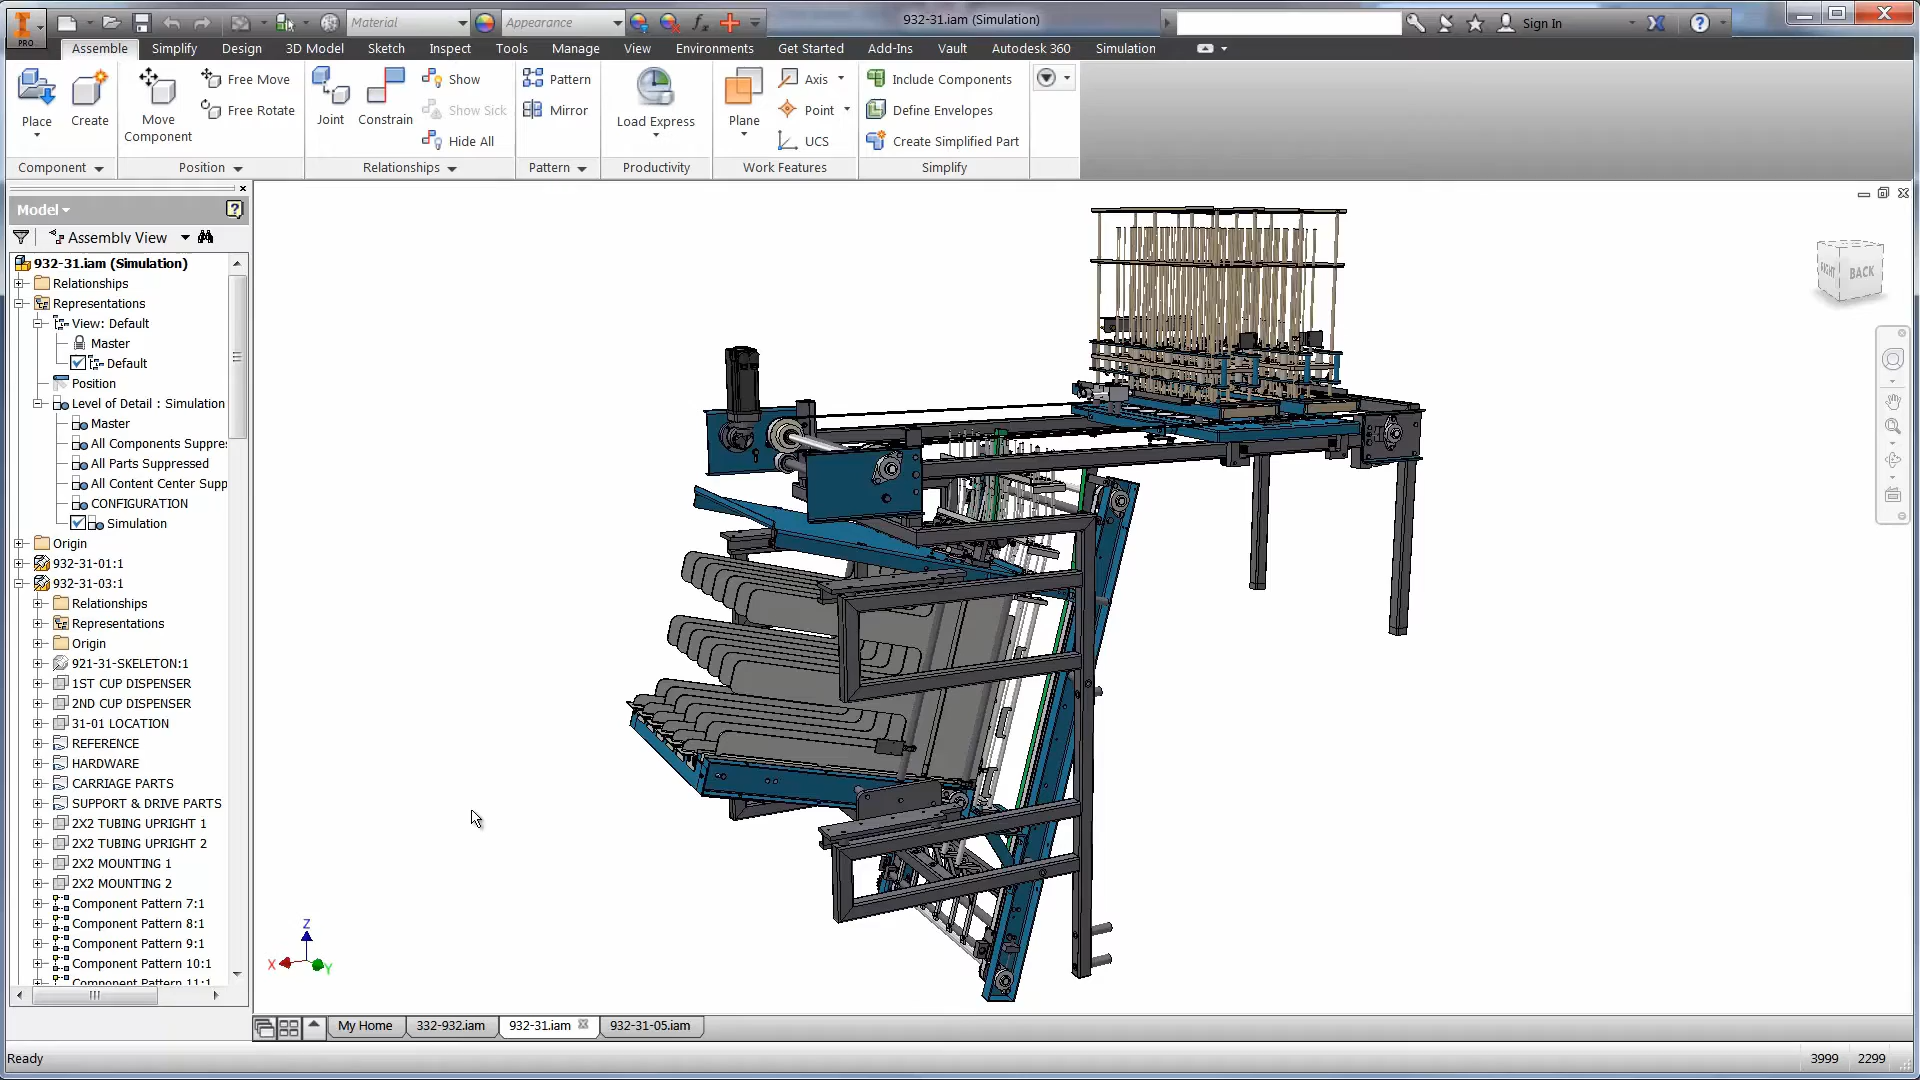 PRO
Material
Appearance
932-31.iam (Simulation)
Sign In
Assemble
Simplify
Design
3D Model
Sketch
Inspect
Tools
Manage
View
Environments
Get Started
Add-Ins
Vault
Autodesk 360
Simulation
Place
Create
Move Component
Free Move
Free Rotate
Joint
Constrain
Show
Show Sick
Hide All
Pattern
Mirror
Load Express
Plane
Axis
Point
UCS
Include Components
Define Envelopes
Create Simplified Part
Component
Position
Relationships
Pattern
Productivity
Work Features
Simplify
Model
Assembly View
932-31.iam (Simulation)
Relationships
Representations
View: Default
Master
Default
Position
Level of Detail : Simulation
Master
All Components Suppre
All Parts Suppressed
All Content Center Supp
CONFIGURATION
Simulation
Origin
932-31-01:1
932-31-03:1
Relationships
Representations
Origin
921-31-SKELETON:1
1ST CUP DISPENSER
2ND CUP DISPENSER
31-01 LOCATION
REFERENCE
HARDWARE
CARRIAGE PARTS
SUPPORT & DRIVE PARTS
2X2 TUBING UPRIGHT 1
2X2 TUBING UPRIGHT 2
2X2 MOUNTING 1
2X2 MOUNTING 2
Component Pattern 7:1
Component Pattern 8:1
Component Pattern 9:1
Component Pattern 10:1
Component Pattern 11:1
RIGHT
BACK
Z
X
Y
My Home
332-932.iam
932-31.iam
932-31-05.iam
Ready
3999
2299